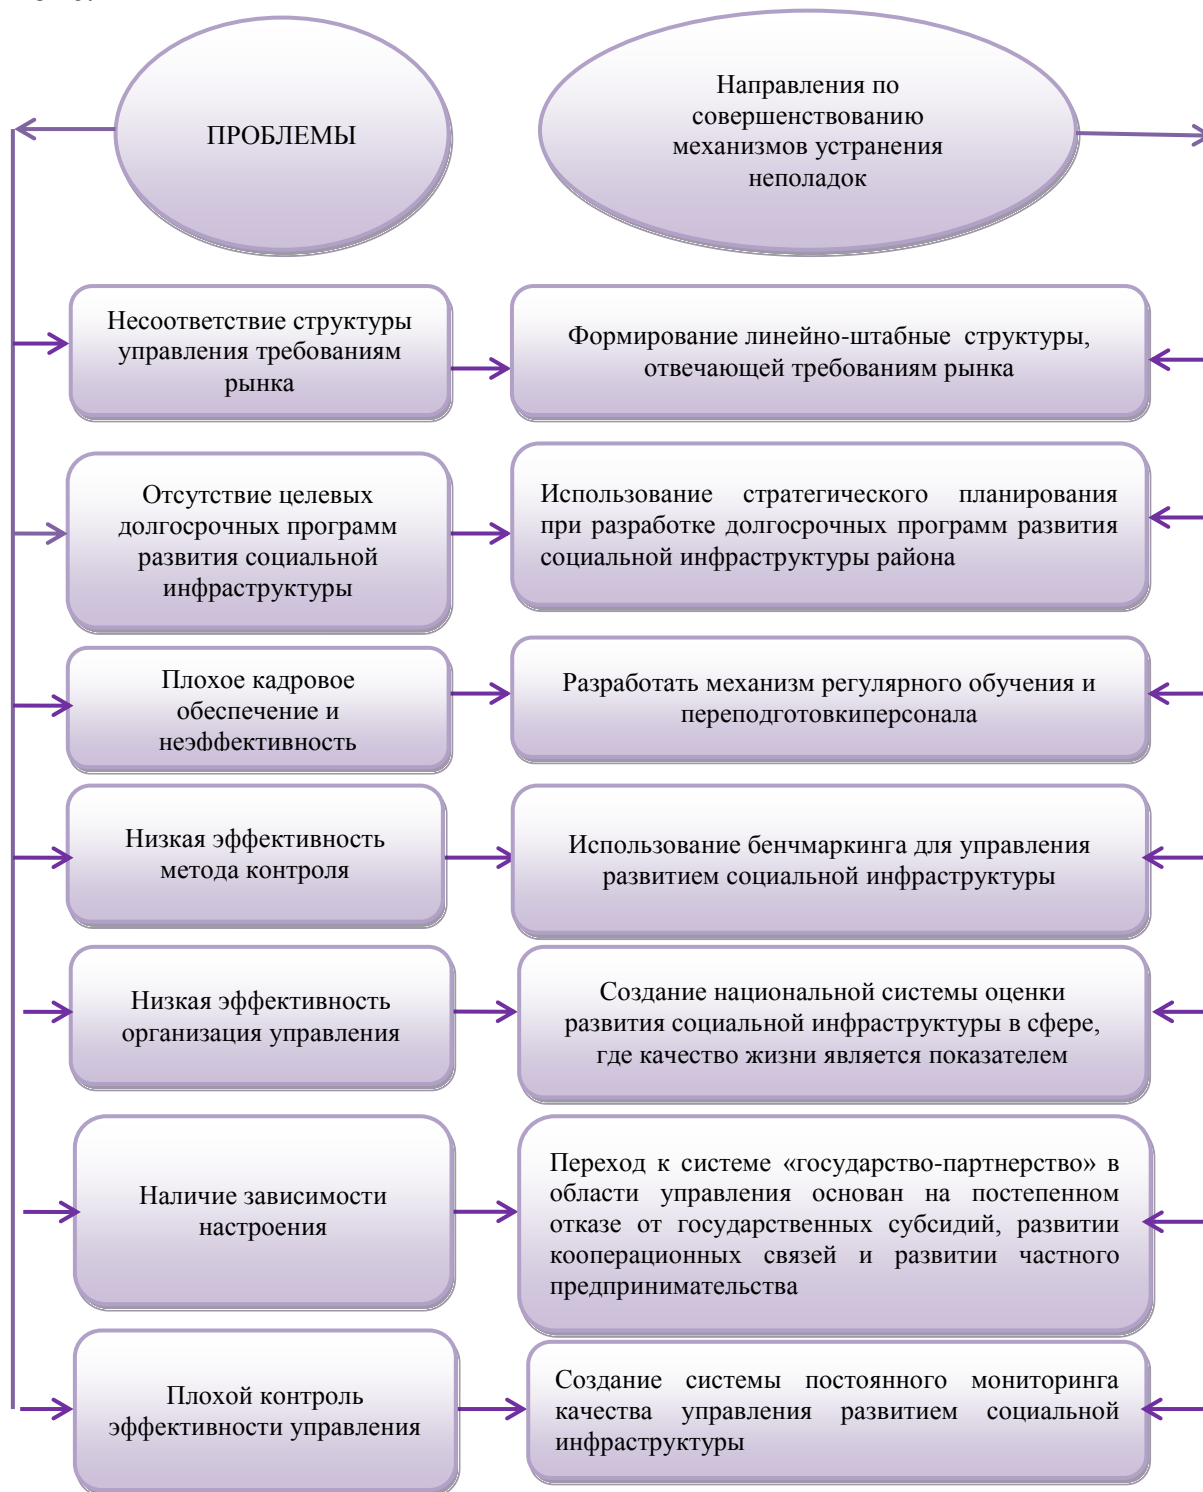 ПРОБЛЕМЫ
Направления по
совершенствованию
механизмов устранения
неполадок
Несоответствие структуры
управления требованиям
рынка
Формирование линейно-штабные структуры,
отвечающей требованиям рынка
Отсутствие целевых
долгосрочных программ
развития социальной
инфраструктуры
Использование стратегического планирования
при разработке долгосрочных программ развития
социальной инфраструктуры района
Плохое кадровое
обеспечение и
неэффективность
Разработать механизм регулярного обучения и
переподготовкиперсонала
Низкая эффективность
метода контроля
Использование бенчмаркинга для управления
развитием социальной инфраструктуры
Низкая эффективность
организация управления
Создание национальной системы оценки
развития социальной инфраструктуры в сфере,
где качество жизни является показателем
Наличие зависимости
настроения
Переход к системе «государство-партнерство» в
области управления основан на постепенном
отказе от государственных субсидий, развитии
кооперационных связей и развитии частного
предпринимательства
Плохой контроль
эффективности управления
Создание системы постоянного мониторинга
качества управления развитием социальной
инфраструктуры